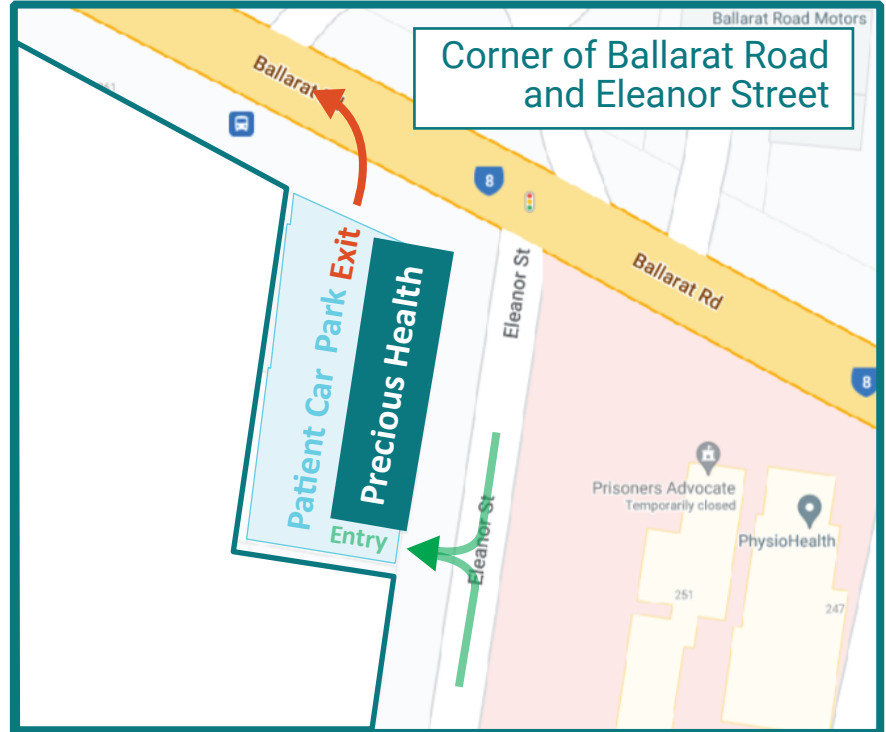 Ballarat Road Motors
Corner of Ballarat Road
and Eleanor Street
Ballarat
8
Exit
Patient Car Park
Precious Health
Eleanor St
Ballarat Rd
8
Prisoners Advocate
Temporarily closed
PhysioHealth
Entry
Eleanor St
251
247